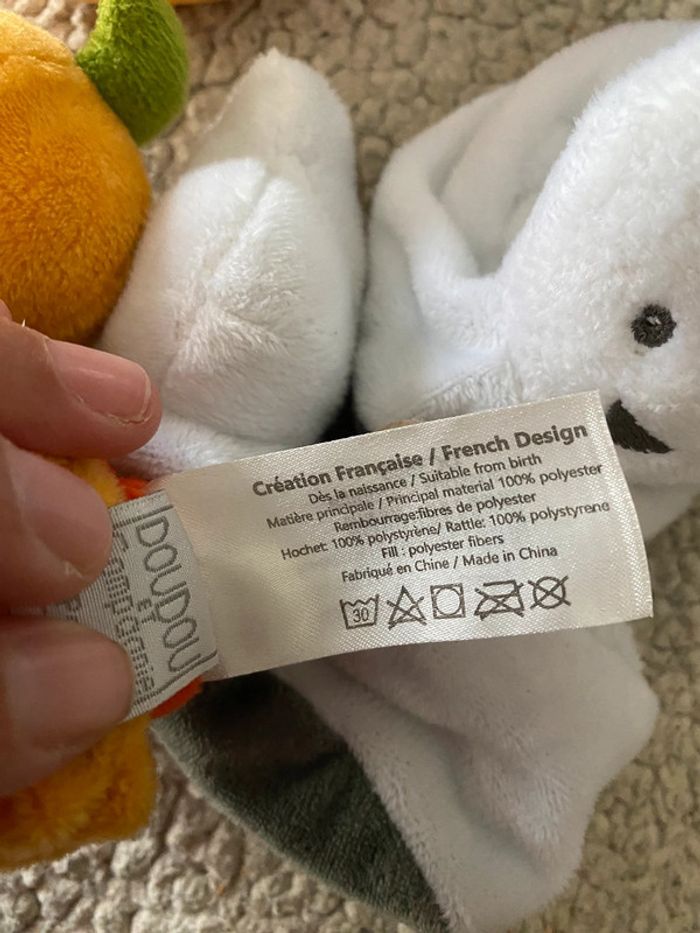 Création Française / French Design
Dès la naissance / Suitable from birth
Matière principale / Principal material 100% polyester
Rembourrage:fibres de polyester
Hochet: 100% polystyrène/ Rattle: 100% polystyrene
Fill : polyester fibers
Fabriqué en Chine / Made in China
30
DOUDOU
ET
Compagnie